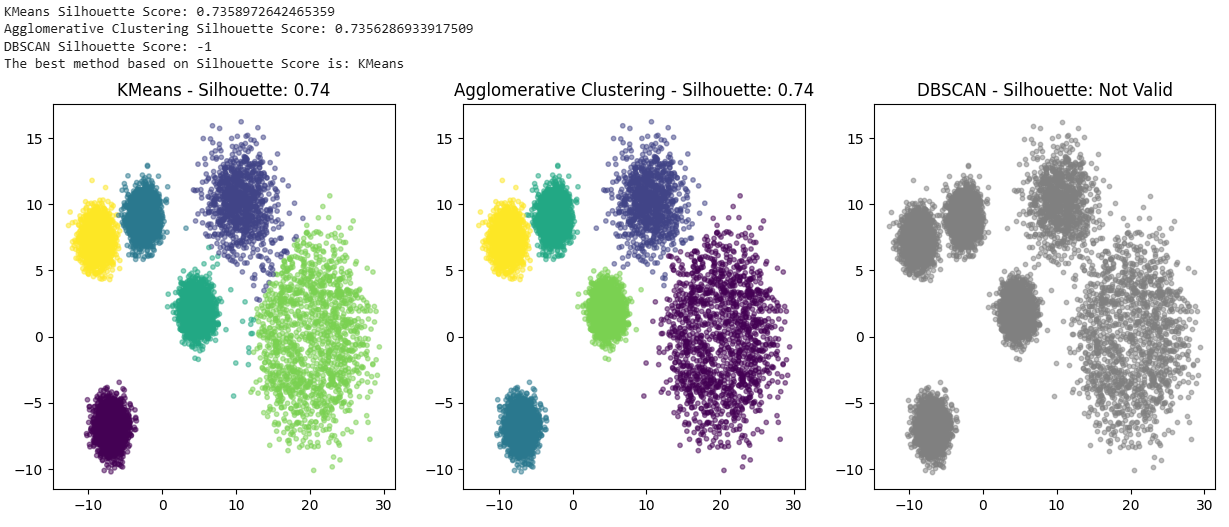 KMeans Silhouette Score: 0.7358972642465359
Agglomerative Clustering Silhouette Score: 0.7356286933917509
DBSCAN Silhouette Score: -1
The best method based on Silhouette Score is: KMeans
KMeans - Silhouette: 0.74
15
10
5
0
−5
−10
−10 0 10 20 30
Agglomerative Clustering - Silhouette: 0.74
15
10
5
0
−5
−10
−10 0 10 20 30
DBSCAN - Silhouette: Not Valid
15
10
5
0
−5
−10
−10 0 10 20 30